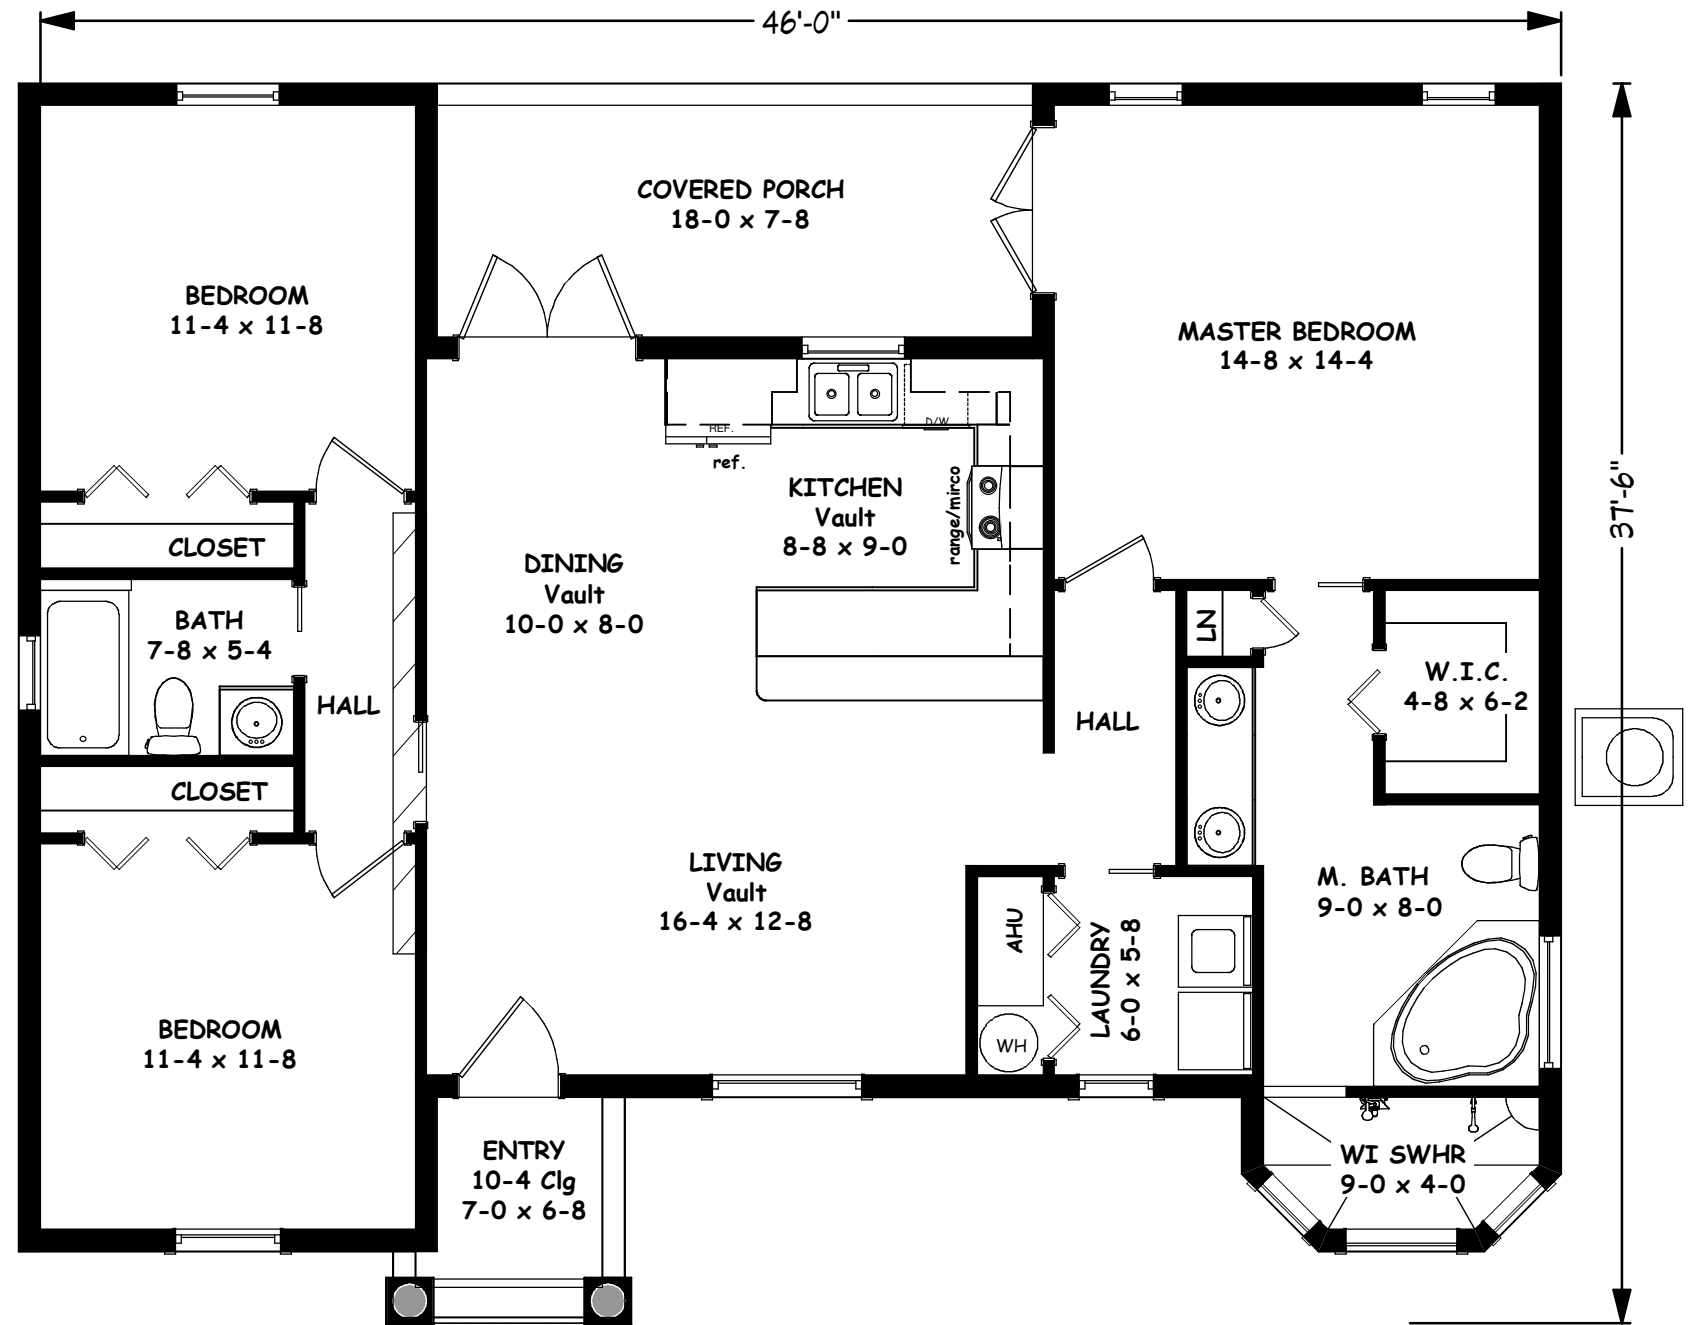 46'-0"
COVERED PORCH
18-0 x 7-8
BEDROOM
11-4 x 11-8
MASTER BEDROOM
14-8 x 14-4
37'-6"
REF.
ref.
D/W
range/mirco
KITCHEN
Vault
8-8 x 9-0
CLOSET
DINING
Vault
10-0 x 8-0
BATH
7-8 x 5-4
HALL
LN
W.I.C.
4-8 x 6-2
HALL
CLOSET
LIVING
Vault
16-4 x 12-8
M. BATH
9-0 x 8-0
AHU
LAUNDRY
6-0 x 5-8
WH
BEDROOM
11-4 x 11-8
ENTRY
10-4 Clg
7-0 x 6-8
WI SWHR
9-0 x 4-0